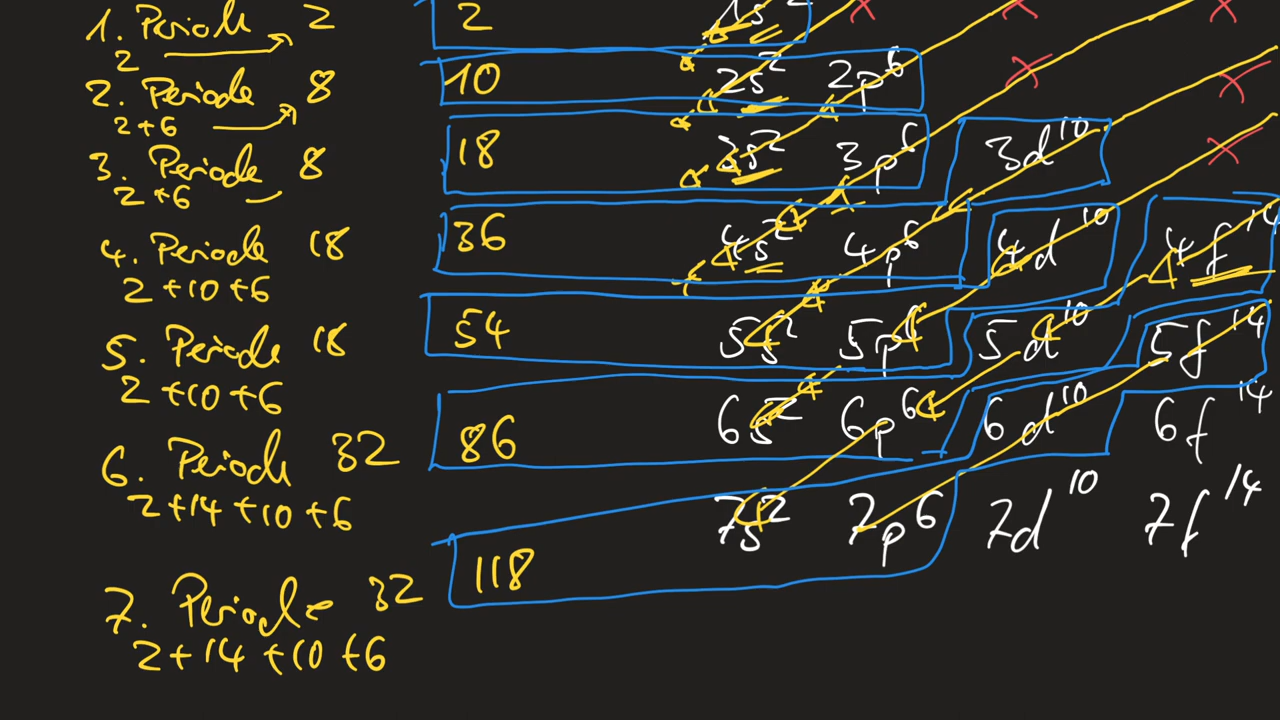 1. Periode 2 2 1s²
2
2. Periode 8 10 2s² 2p⁶
2+6
3. Periode 8 18 3s² 3p⁶ 3d¹⁰
2+6
4. Periode 18 36 4s² 4p⁶ 4d¹⁰ 4f¹⁴
2+10+6
5. Periode 18 54 5s² 5p⁶ 5d¹⁰ 5f¹⁴
2+10+6
6. Periode 32 86 6s² 6p⁶ 6d¹⁰ 6f¹⁴
2+14+10+6
7s² 7p⁶ 7d¹⁰ 7f¹⁴
7. Periode 32 118
2+14+10+6